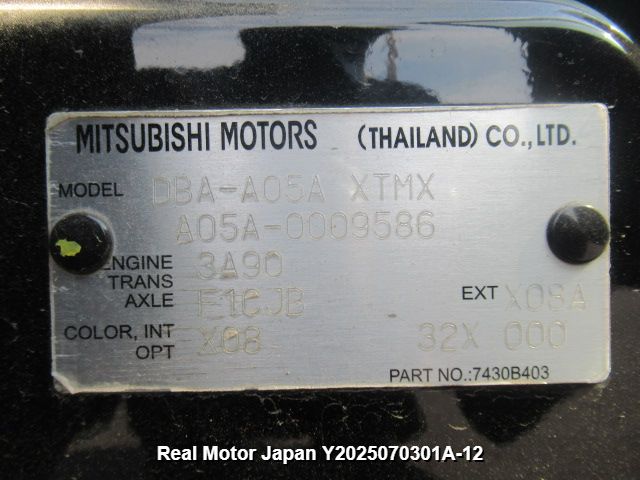 MITSUBISHI MOTORS (THAILAND) CO.,LTD.
MODEL DBA-A05A XTMX
A05A-0009586
ENGINE 3A90
TRANS
AXLE F1CJB EXT X08A
COLOR, INT X08 32X 000
OPT
PART NO.:7430B403
Real Motor Japan Y2025070301A-12